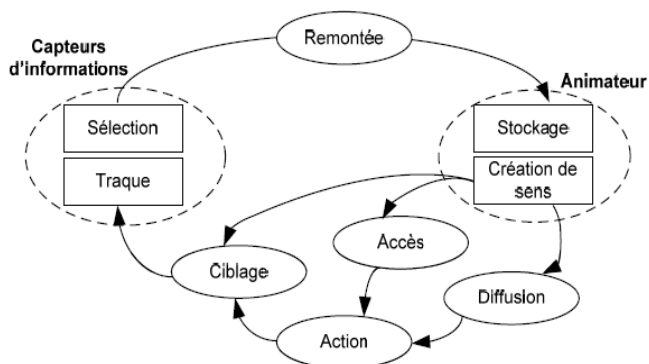 Remontée
Capteurs
d'informations
Animateur
Sélection
Stockage
Traque
Création de
sens
Accès
Ciblage
Diffusion
Action